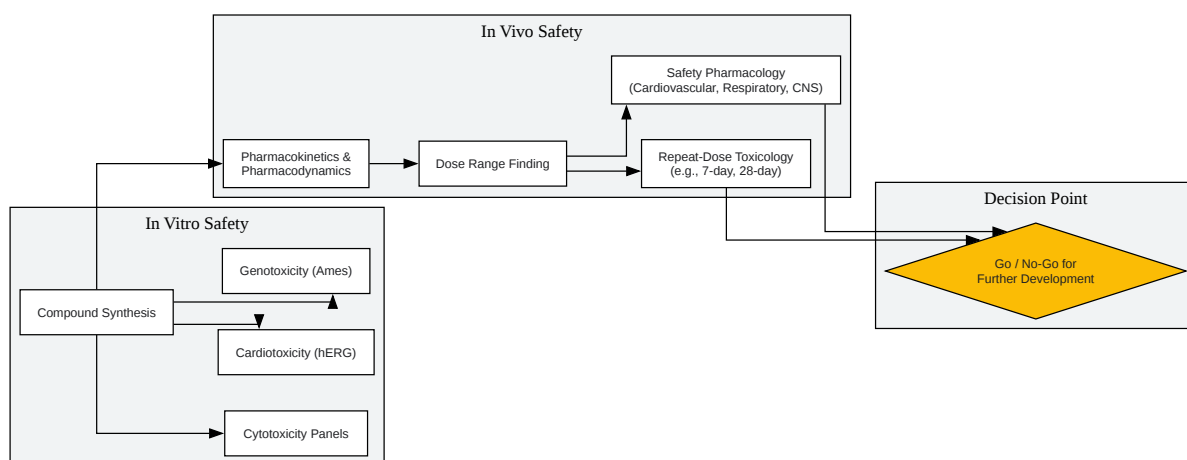 In Vivo Safety
Safety Pharmacology
(Cardiovascular, Respiratory, CNS)
Pharmacokinetics &
Pharmacodynamics
Dose Range Finding
Repeat-Dose Toxicology
(e.g., 7-day, 28-day)
Decision Point
Go / No-Go for
Further Development
In Vitro Safety
Genotoxicity (Ames)
Compound Synthesis
Cardiotoxicity (hERG)
Cytotoxicity Panels